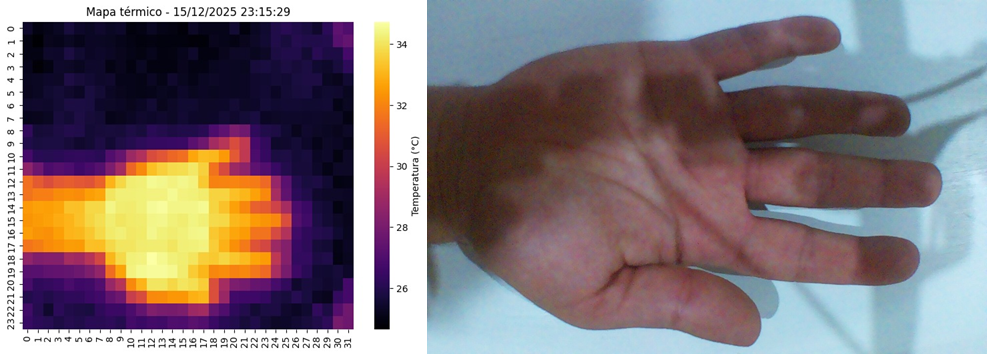 Mapa térmico - 15/12/2025 23:15:29
0 1 2 3 4 5 6 7 8 9 10 11 12 13 14 15 16 17 18 19 20 21 22 23
0 1 2 3 4 5 6 7 8 9 10 11 12 13 14 15 16 17 18 19 20 21 22 23 24 25 26 27 28 29 30 31
34
32
30
28
26
Temperatura (°C)